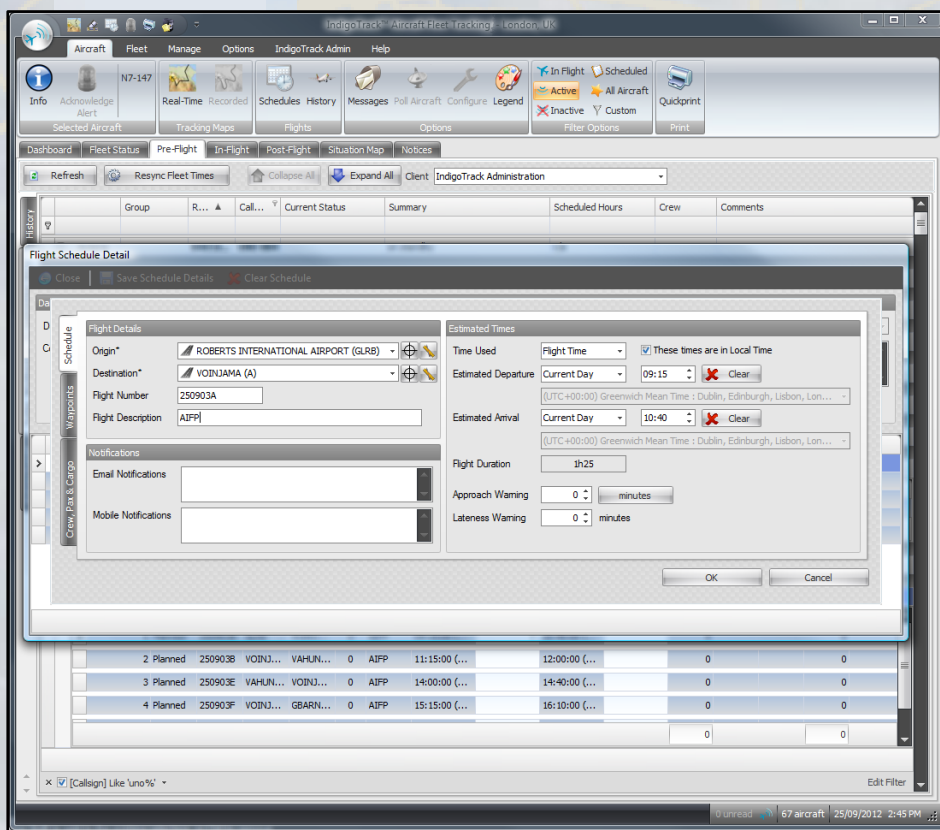 IndigoTrack™ Aircraft Fleet Tracking - London, UK
Aircraft Fleet Manage Options IndigoTrack Admin Help
N7-147
In Flight Scheduled
Active All Aircraft
Inactive Custom
Info Acknowledge Alert Real-Time Recorded Schedules History Messages Poll Aircraft Configure Legend Quickprint
Selected Aircraft Tracking Maps Flights Options Filter Options Print
Dashboard Fleet Status Pre-Flight In-Flight Post-Flight Situation Map Notices
Refresh Resync Fleet Times Collapse All Expand All Client IndigoTrack Administration
History
Group R... Call... Current Status Summary Scheduled Hours Crew Comments
Flight Schedule Detail
Close Save Schedule Details Clear Schedule
Da
D
C
Schedule
Waypoints
Crew, Pax & Cargo
Flight Details
Origin* ROBERTS INTERNATIONAL AIRPORT (GLRB)
Destination* VOINJAMA (A)
Flight Number 250903A
Flight Description AIFP
Notifications
Email Notifications
Mobile Notifications
Estimated Times
Time Used Flight Time These times are in Local Time
Estimated Departure Current Day 09:15 Clear
(UTC+00:00) Greenwich Mean Time : Dublin, Edinburgh, Lisbon, Lon...
Estimated Arrival Current Day 10:40 Clear
(UTC+00:00) Greenwich Mean Time : Dublin, Edinburgh, Lisbon, Lon...
Flight Duration 1h25
Approach Warning 0 minutes
Lateness Warning 0 minutes
OK Cancel
2 Planned 250903B VOINJ... VAHUN... 0 AIFP 11:15:00 (... 12:00:00 (... 0 0
3 Planned 250903E VAHUN... VOINJ... 0 AIFP 14:00:00 (... 14:40:00 (... 0 0
4 Planned 250903F VOINJ... GBARN... 0 AIFP 15:15:00 (... 16:10:00 (... 0 0
0 0
[Callsign] Like 'uno%' Edit Filter
0 unread 67 aircraft 25/09/2012 2:45 PM